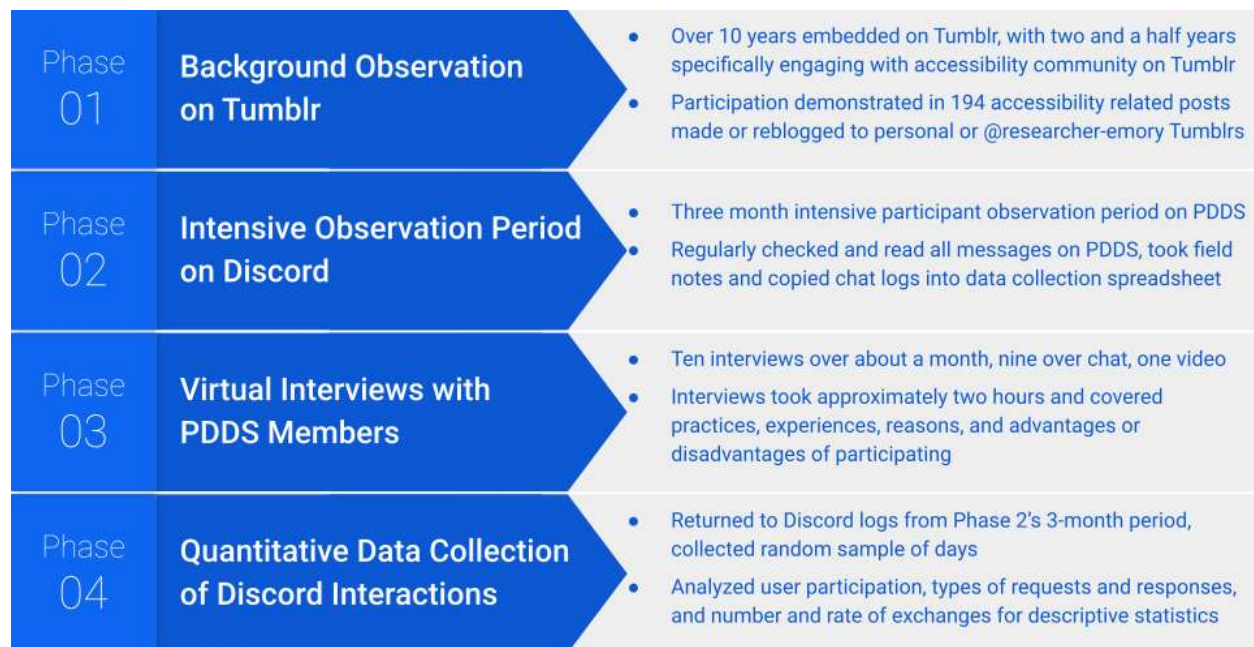 Phase
01
Background Observation
on Tumblr
● Over 10 years embedded on Tumblr, with two and a half years
specifically engaging with accessibility community on Tumblr
● Participation demonstrated in 194 accessibility related posts
made or reblogged to personal or @researcher-emory Tumblrs
Phase
02
Intensive Observation Period
on Discord
● Three month intensive participant observation period on PDDS
● Regularly checked and read all messages on PDDS, took field
notes and copied chat logs into data collection spreadsheet
Phase
03
Virtual Interviews with
PDDS Members
● Ten interviews over about a month, nine over chat, one video
● Interviews took approximately two hours and covered
practices, experiences, reasons, and advantages or
disadvantages of participating
Phase
04
Quantitative Data Collection
of Discord Interactions
● Returned to Discord logs from Phase 2’s 3-month period,
collected random sample of days
● Analyzed user participation, types of requests and responses,
and number and rate of exchanges for descriptive statistics